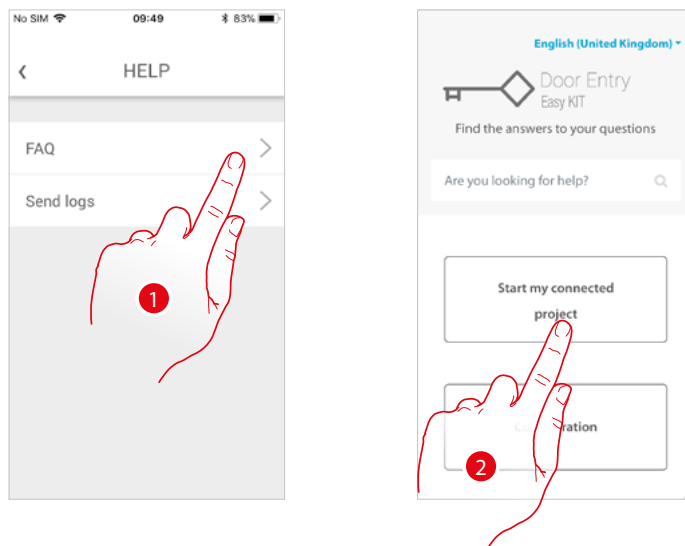 No SIM 09:49 83%
HELP
FAQ
Send logs
1
English (United Kingdom)
Door Entry
Easy KIT
Find the answers to your questions
Are you looking for help?
Start my connected
project
2